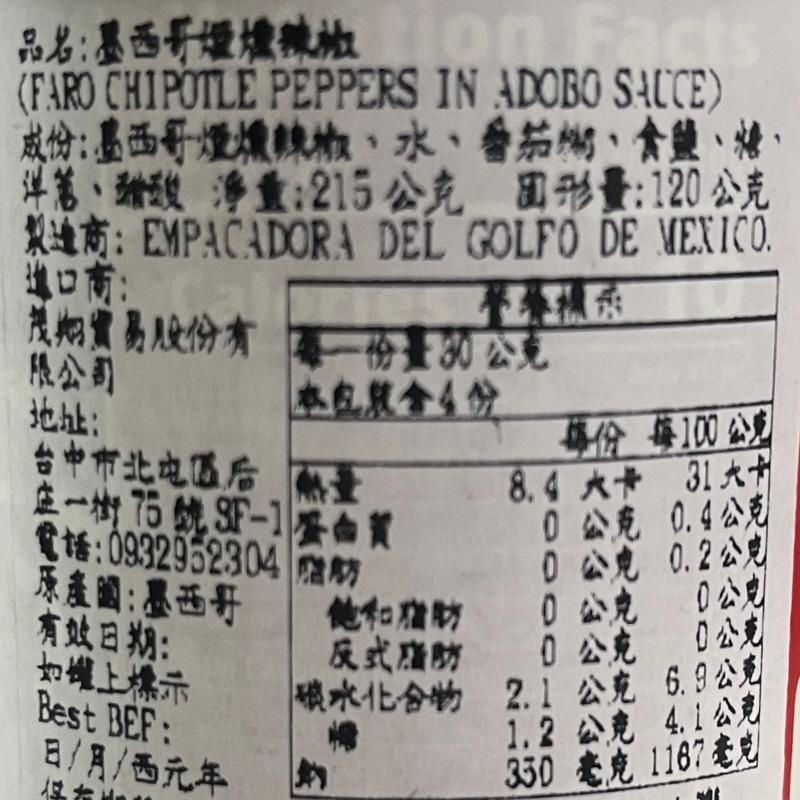 品名:墨西哥煙燻辣椒
(FARO CHIPOTLE PEPPERS IN ADOBO SAUCE)
成份:墨西哥煙燻辣椒、水、番茄糊、食鹽、糖、
洋蔥、醋酸 淨重:215公克 固形量:120公克
製造商: EMPACADORA DEL GOLFO DE MEXICO.
進口商:
茂翔貿易股份有
限公司
地址:
台中市北屯區后
庄一街 75 號 3F-1
電話:0932952304
原產國:墨西哥
有效日期:
如罐上標示
Best BEF:
日/月/西元年
營養標示
每一份量30 公克
本包裝含4份
每份 每100公克
熱量 8.4 大卡 31大卡
蛋白質 0 公克 0.4公克
脂肪 0 公克 0.2公克
飽和脂肪 0 公克 0公克
反式脂肪 0 公克 0公克
碳水化合物 2.1 公克 6.9公克
糖 1.2 公克 4.1公克
鈉 330 毫克 1167毫克